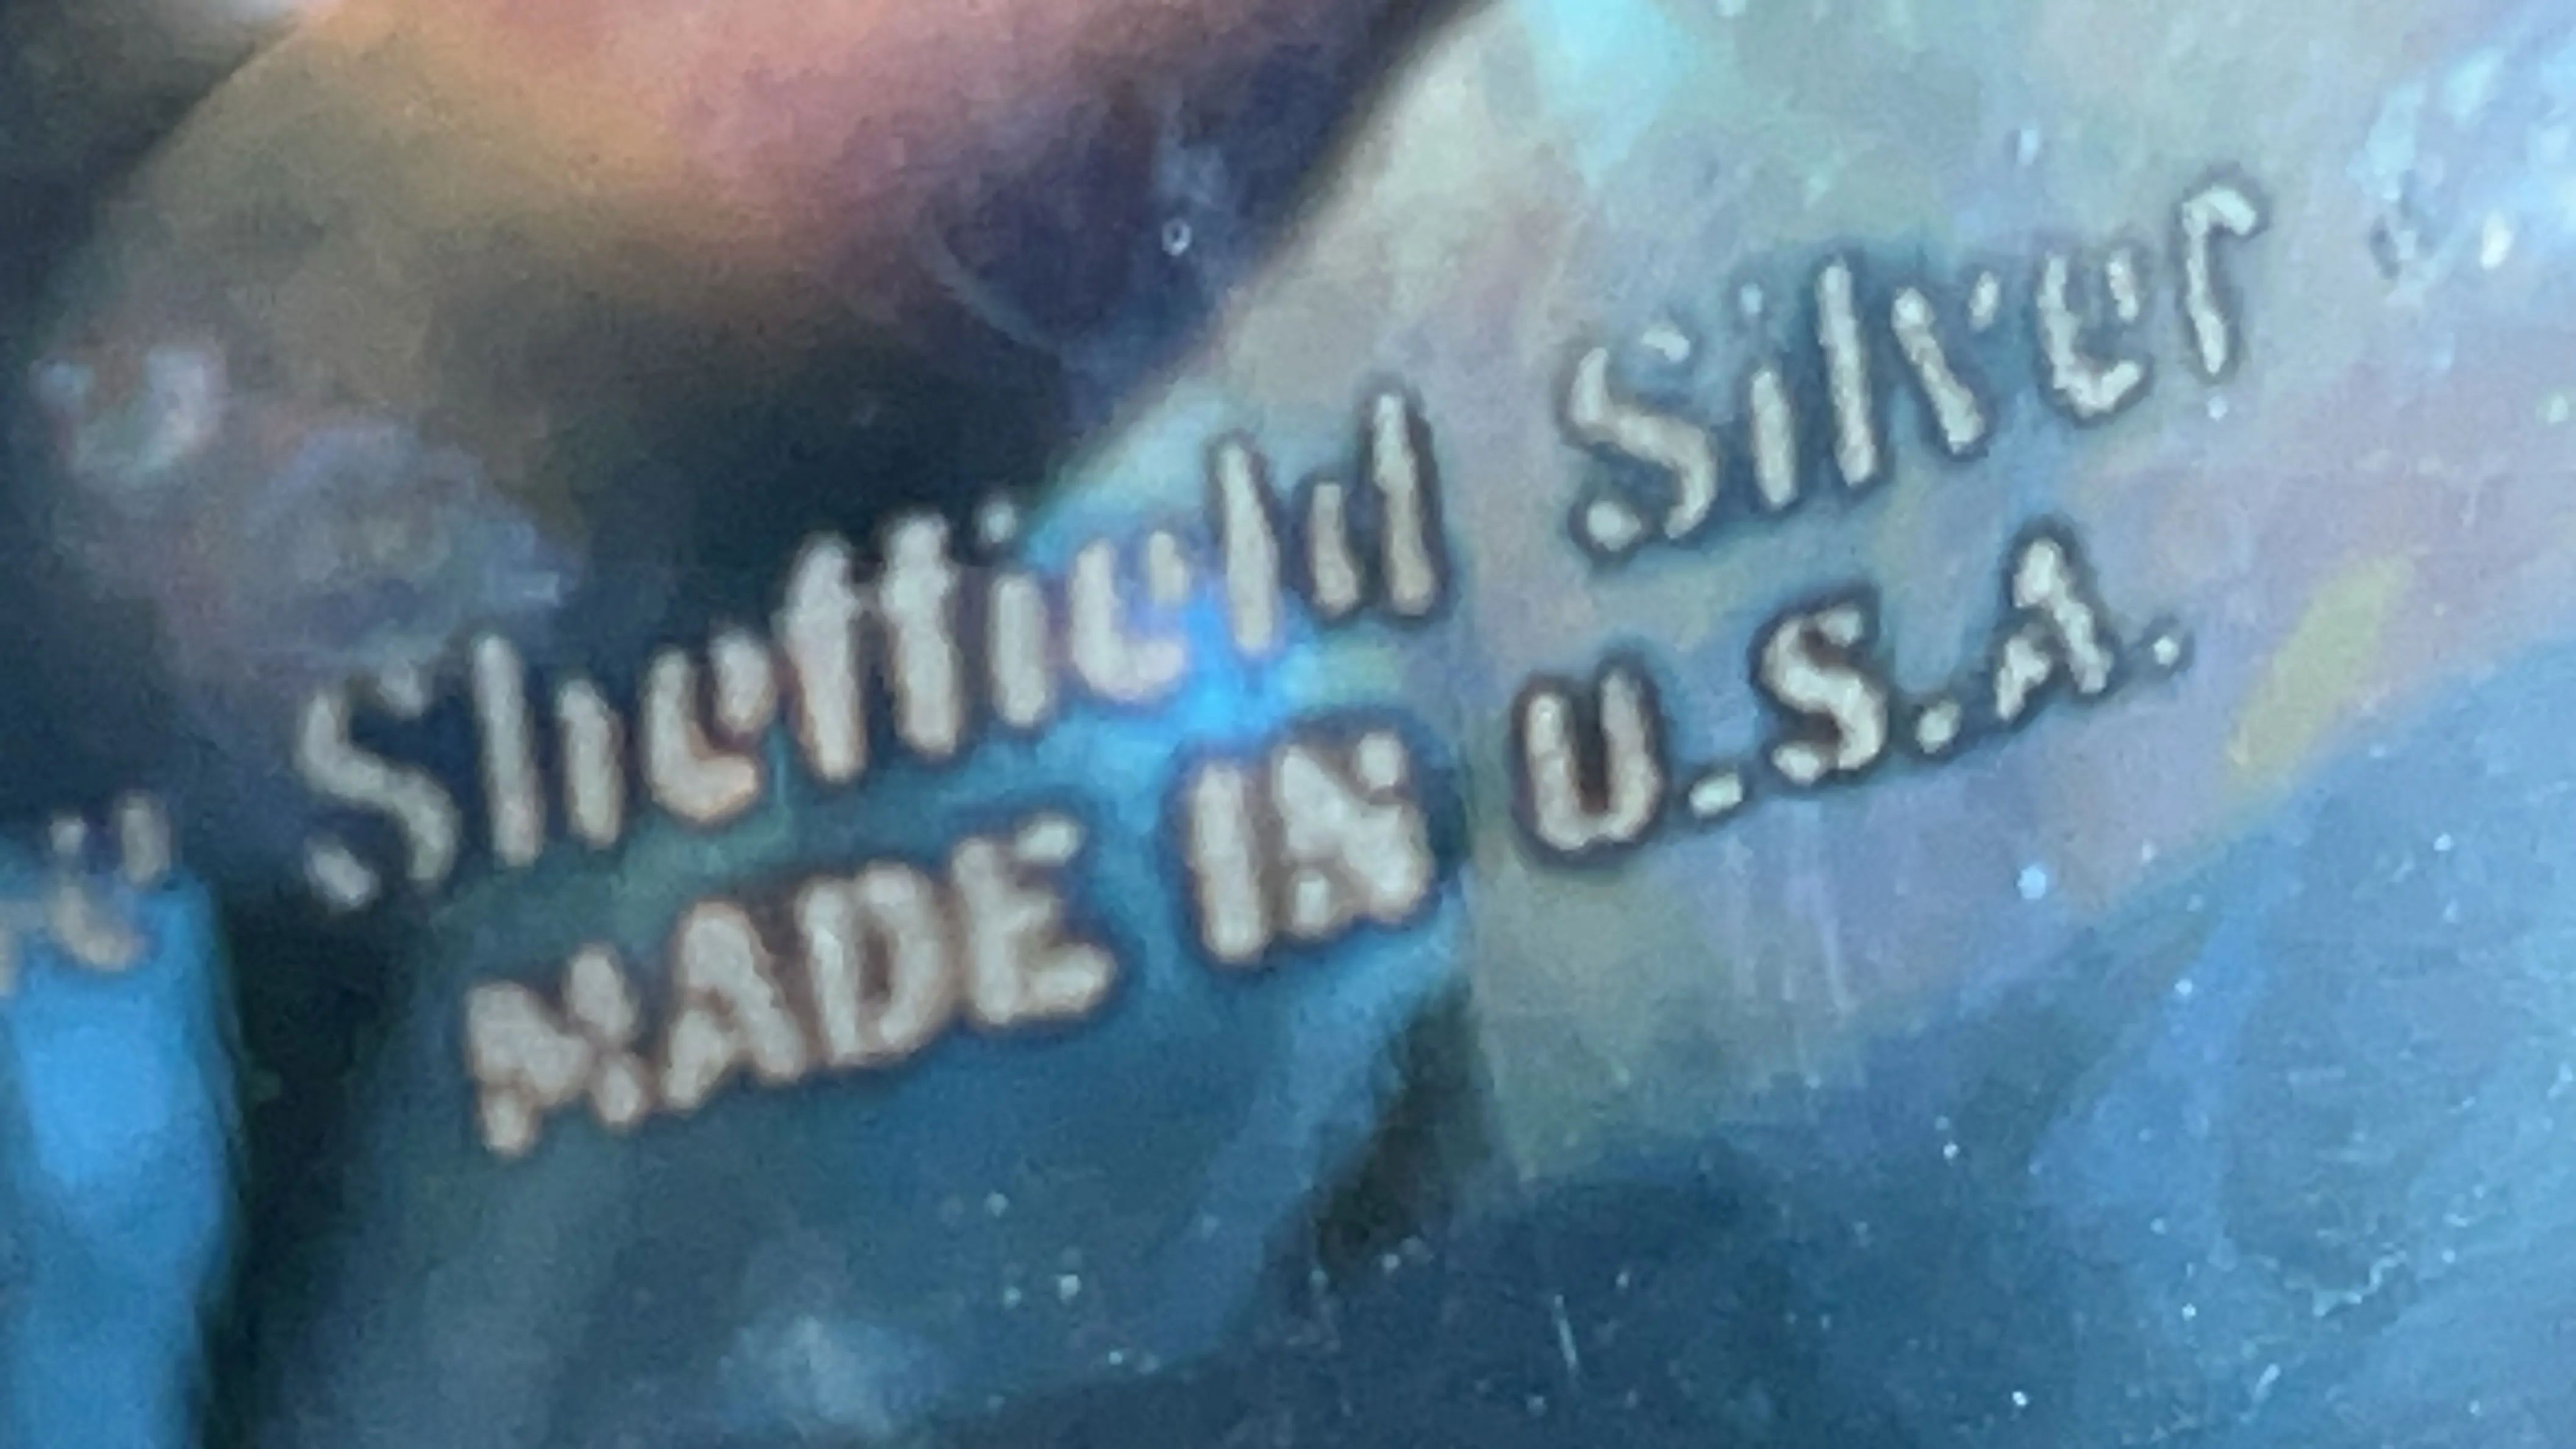 Sheffield Silver
MADE IN U.S.A.